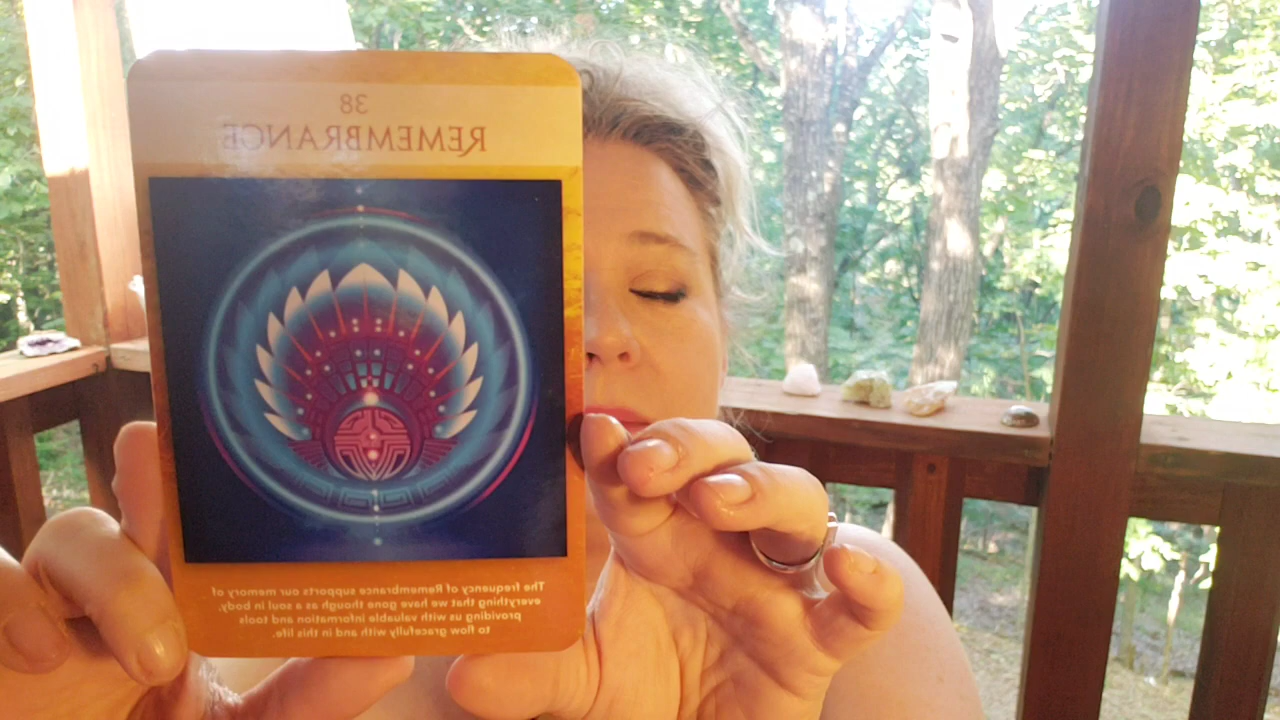 38
REMEMBRANCE
The frequency of Remembrance supports our memory of
everything that we have gone though as a soul in body,
providing us with valuable information and tools
to flow gracefully with and in this life.